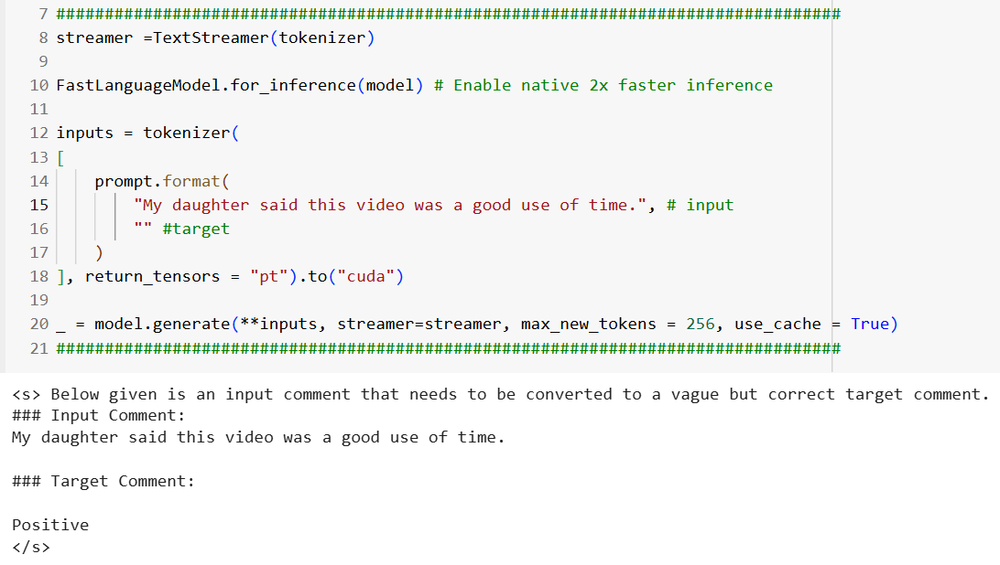 7 #################################################################################
8 streamer =TextStreamer(tokenizer)
9
10 FastLanguageModel.for_inference(model) # Enable native 2x faster inference
11
12 inputs = tokenizer(
13 [
14     prompt.format(
15         "My daughter said this video was a good use of time.", # input
16         "" #target
17     )
18 ], return_tensors = "pt").to("cuda")
19
20 _ = model.generate(**inputs, streamer=streamer, max_new_tokens = 256, use_cache = True)
21 #################################################################################
<s> Below given is an input comment that needs to be converted to a vague but correct target comment.
### Input Comment:
My daughter said this video was a good use of time.

### Target Comment:

Positive
</s>